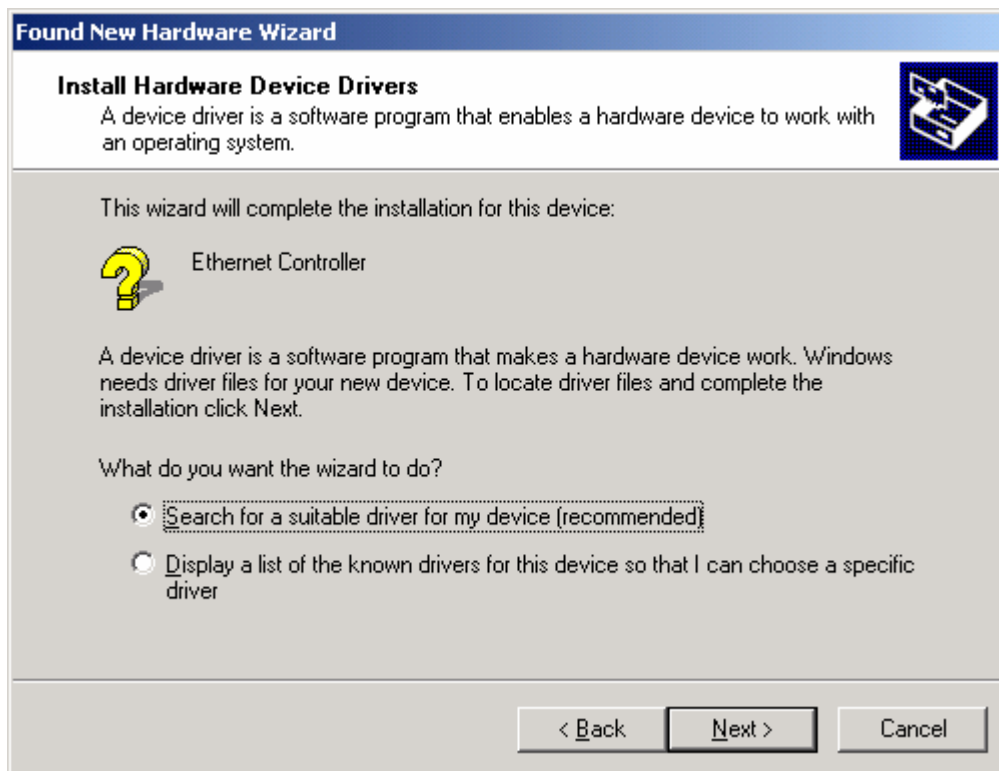 Found New Hardware Wizard
Install Hardware Device Drivers
A device driver is a software program that enables a hardware device to work with
an operating system.
This wizard will complete the installation for this device:
Ethernet Controller
A device driver is a software program that makes a hardware device work. Windows
needs driver files for your new device. To locate driver files and complete the
installation click Next.
What do you want the wizard to do?
Search for a suitable driver for my device (recommended)
Display a list of the known drivers for this device so that I can choose a specific
driver
< Back
Next >
Cancel